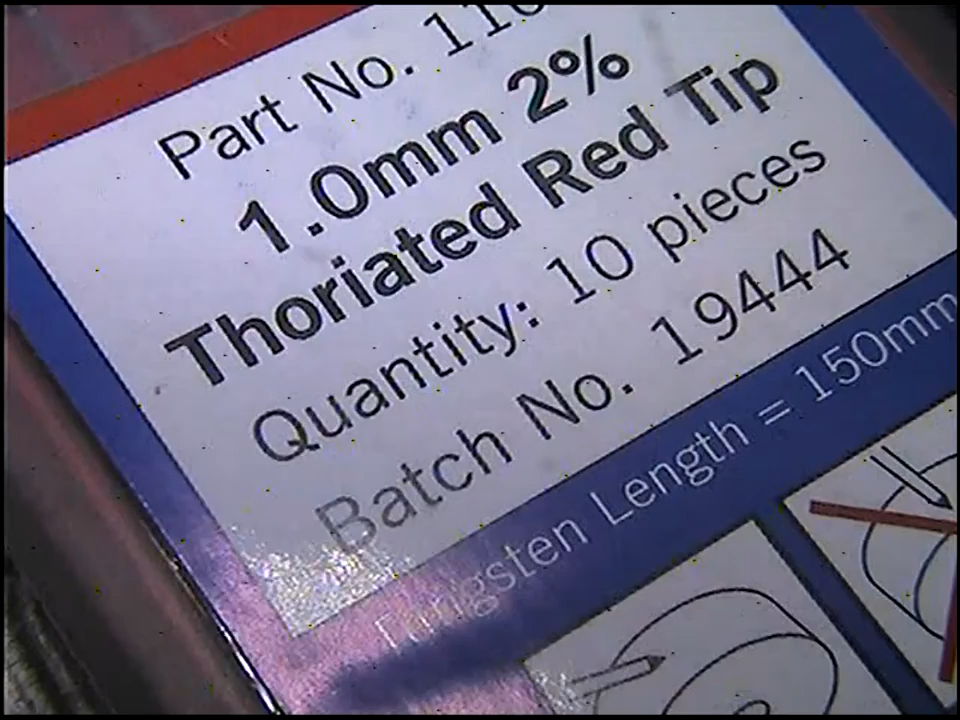 Part No.
1.0mm 2%
Thoriated Red Tip
Quantity: 10 pieces
Batch No. 19444
Tungsten Length = 150mm